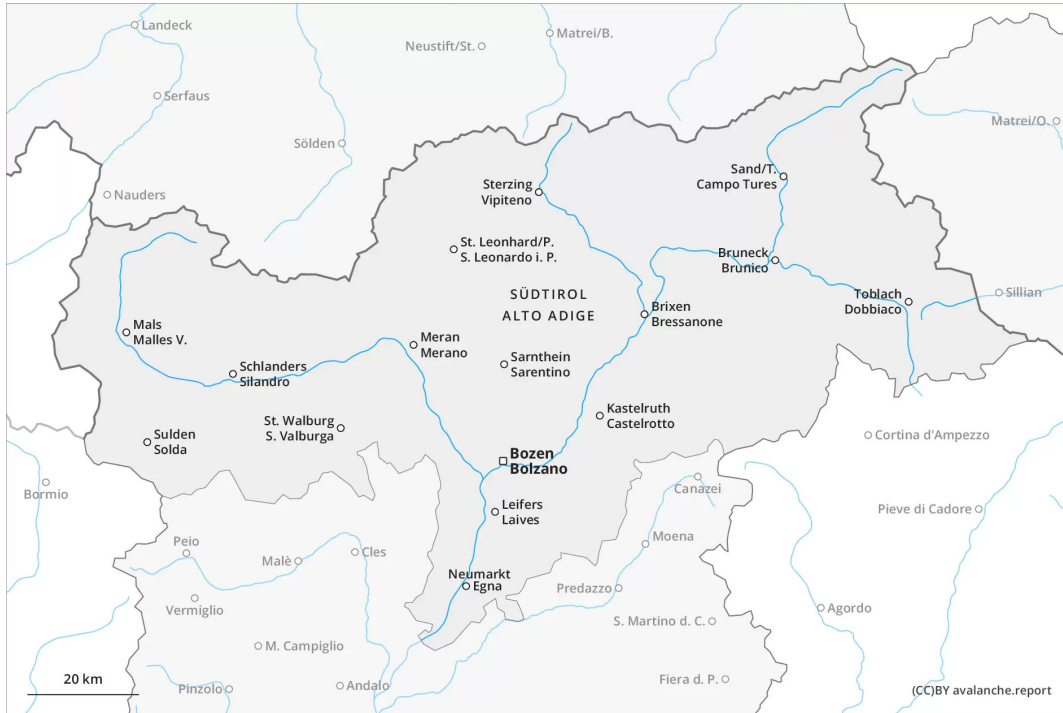 Landeck
Matrei/B.
Neustift/St.
Serfaus
Matrei/O.
Sölden
Sand/T.
Campo Tures
Sterzing
Vipiteno
Nauders
St. Leonhard/P.
S. Leonardo i. P.
Bruneck
Brunico
SÜDTIROL
ALTO ADIGE
Toblach
Dobbiaco
Sillian
Brixen
Bressanone
Mals
Malles V.
Meran
Merano
Sarnthein
Sarentino
Schlanders
Silandro
Kastelruth
Castelrotto
St. Walburg
S. Valburga
Sulden
Solda
Cortina d'Ampezzo
Bozen
Bolzano
Bormio
Canazei
Leifers
Laives
Pieve di Cadore
Peio
Moena
Malè
Cles
Neumarkt
Egna
Predazzo
Vermiglio
Agordo
S. Martino d. C.
M. Campiglio
20 km
Pinzolo
Andalo
Fiera d. P.
(CC)BY avalanche.report